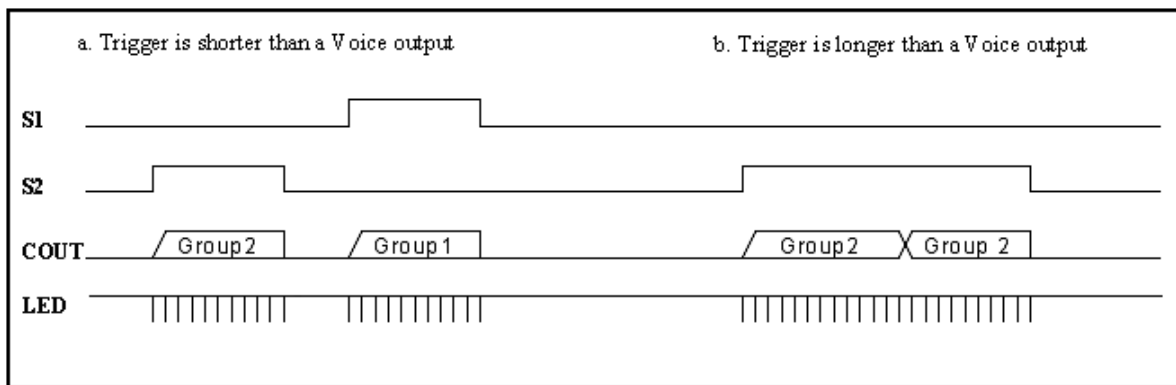 a. Trigger is shorter than a Voice output
b. Trigger is longer than a Voice output
S1
S2
COUT
Group2
Group1
Group2
Group 2
LED